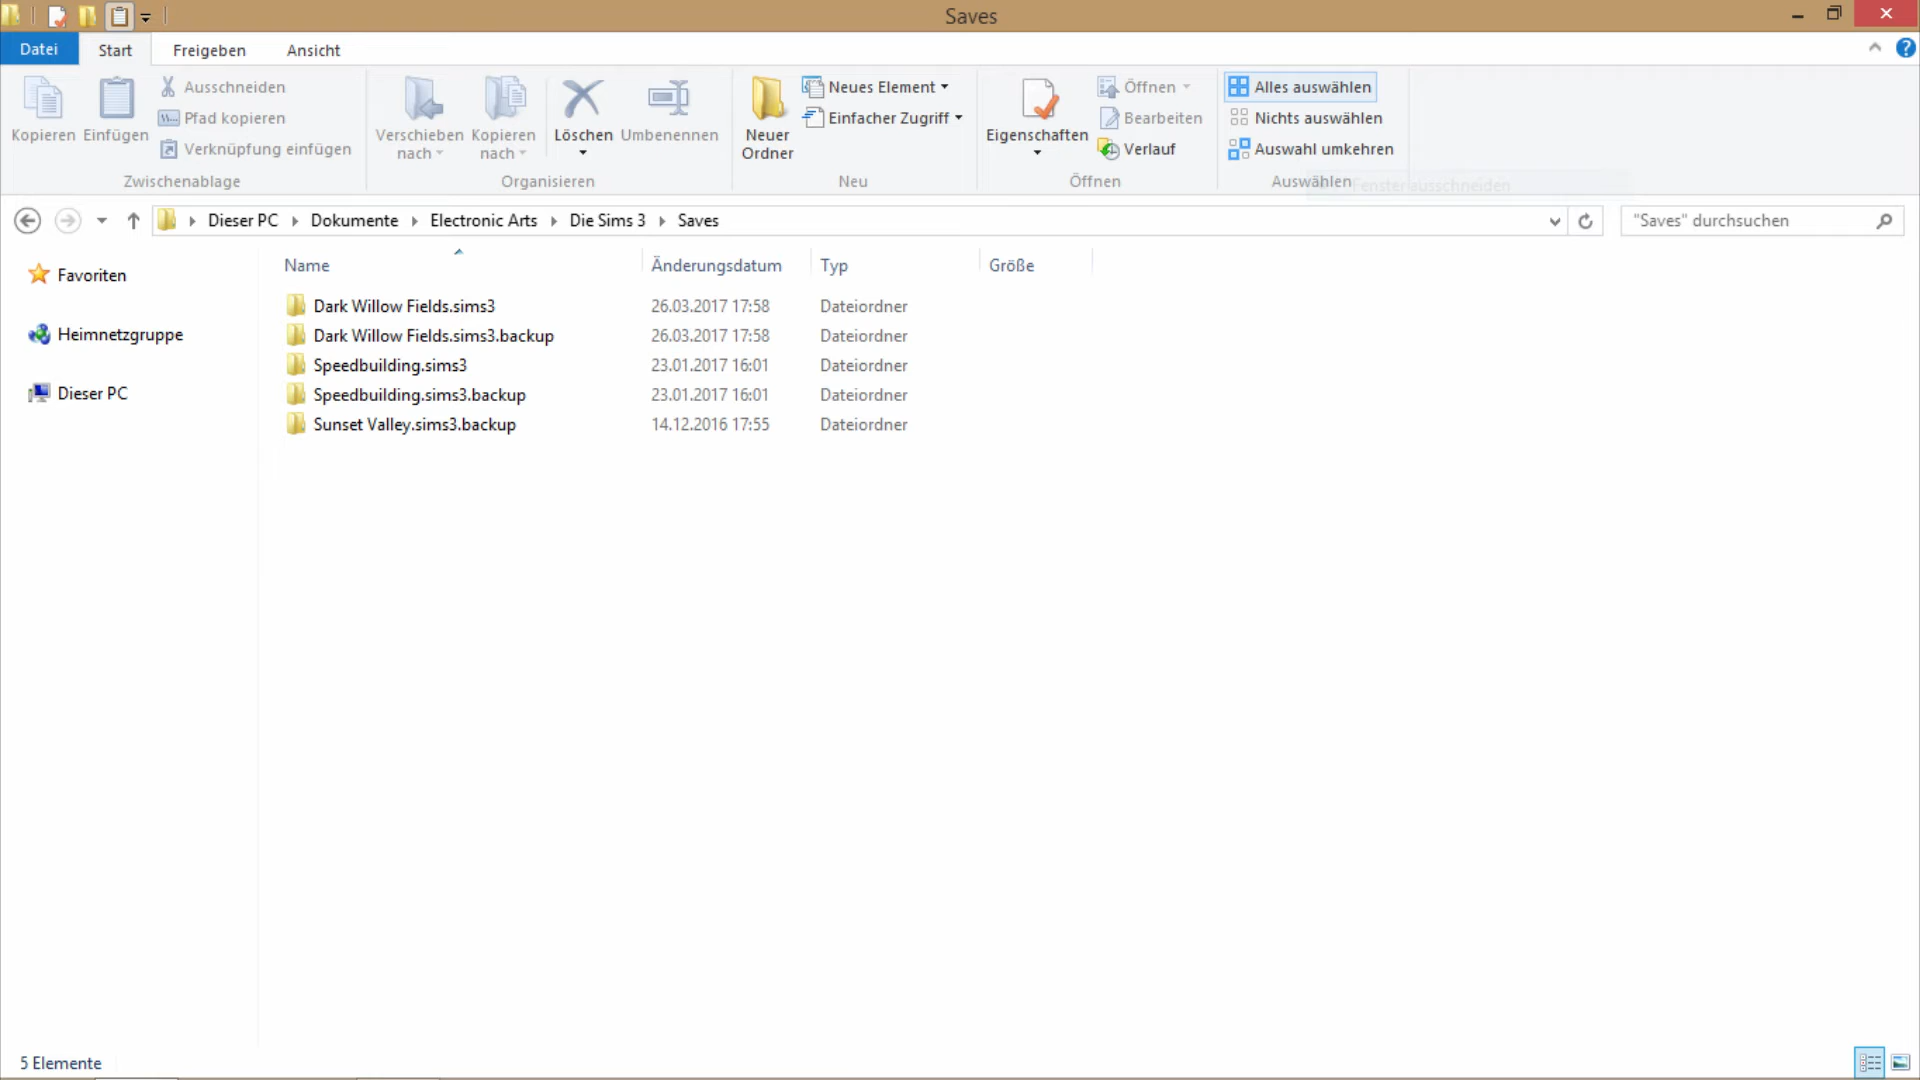 Saves
Datei Start Freigeben Ansicht
Kopieren Einfügen Ausschneiden
Pfad kopieren
Verknüpfung einfügen
Zwischenablage
Verschieben nach Kopieren nach Löschen Umbenennen
Organisieren
Neuer Ordner Neues Element
Einfacher Zugriff
Neu
Eigenschaften Öffnen
Bearbeiten
Verlauf
Öffnen
Alles auswählen
Nichts auswählen
Auswahl umkehren
Auswählen
Fenster ausschneiden
Dieser PC Dokumente Electronic Arts Die Sims 3 Saves
"Saves" durchsuchen
Favoriten
Heimnetzgruppe
Dieser PC
Name Änderungsdatum Typ Größe
Dark Willow Fields.sims3 26.03.2017 17:58 Dateiordner
Dark Willow Fields.sims3.backup 26.03.2017 17:58 Dateiordner
Speedbuilding.sims3 23.01.2017 16:01 Dateiordner
Speedbuilding.sims3.backup 23.01.2017 16:01 Dateiordner
Sunset Valley.sims3.backup 14.12.2016 17:55 Dateiordner
5 Elemente